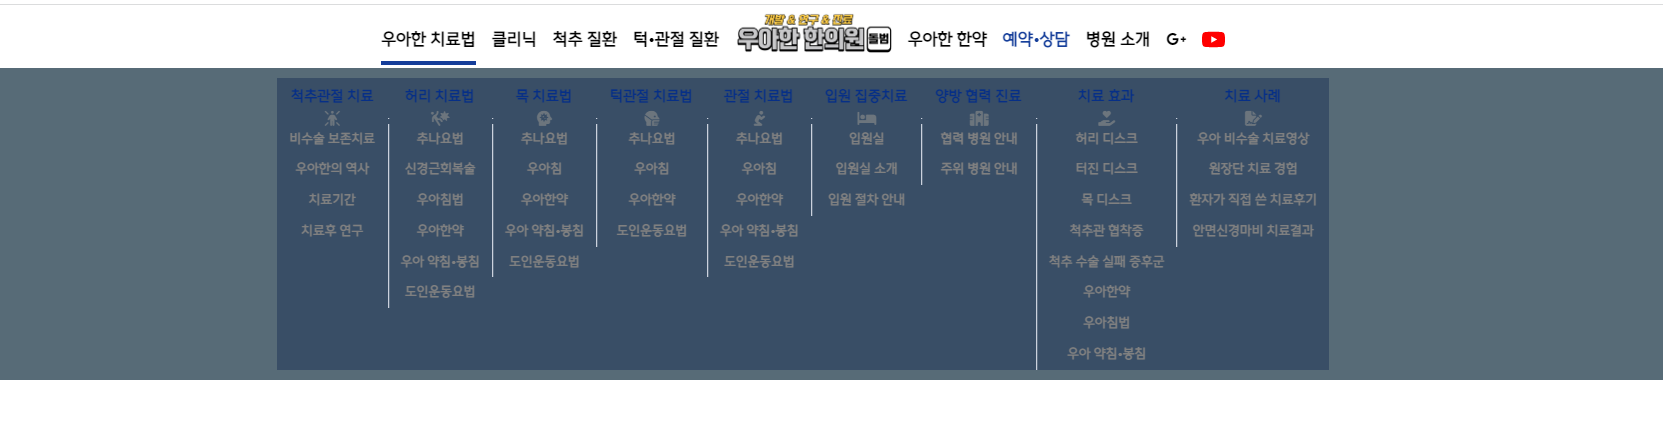 개발 & 연구 & 진료
우아한 치료법 클리닉 척추 질환 턱•관절 질환 우아한 한의원 돌범 우아한 한약 예약•상담 병원 소개 G+
척추관절 치료 허리 치료법 목 치료법 턱관절 치료법 관절 치료법 입원 집중치료 양방 협력 진료 치료 효과 치료 사례
비수술 보존치료 추나요법 추나요법 추나요법 추나요법 입원실 협력 병원 안내 허리 디스크 우아 비수술 치료영상
우아한의 역사 신경근회복술 우아침 우아침 우아침 입원실 소개 주위 병원 안내 터진 디스크 원장단 치료 경험
치료기간 우아침법 우아한약 우아한약 우아한약 입원 절차 안내 목 디스크 환자가 직접 쓴 치료후기
치료후 연구 우아한약 우아 약침•봉침 도인운동요법 우아 약침•봉침 척추관 협착증 안면신경마비 치료결과
우아 약침•봉침 도인운동요법 도인운동요법 척추 수술 실패 증후군
도인운동요법 우아한약
우아침법
우아 약침•봉침